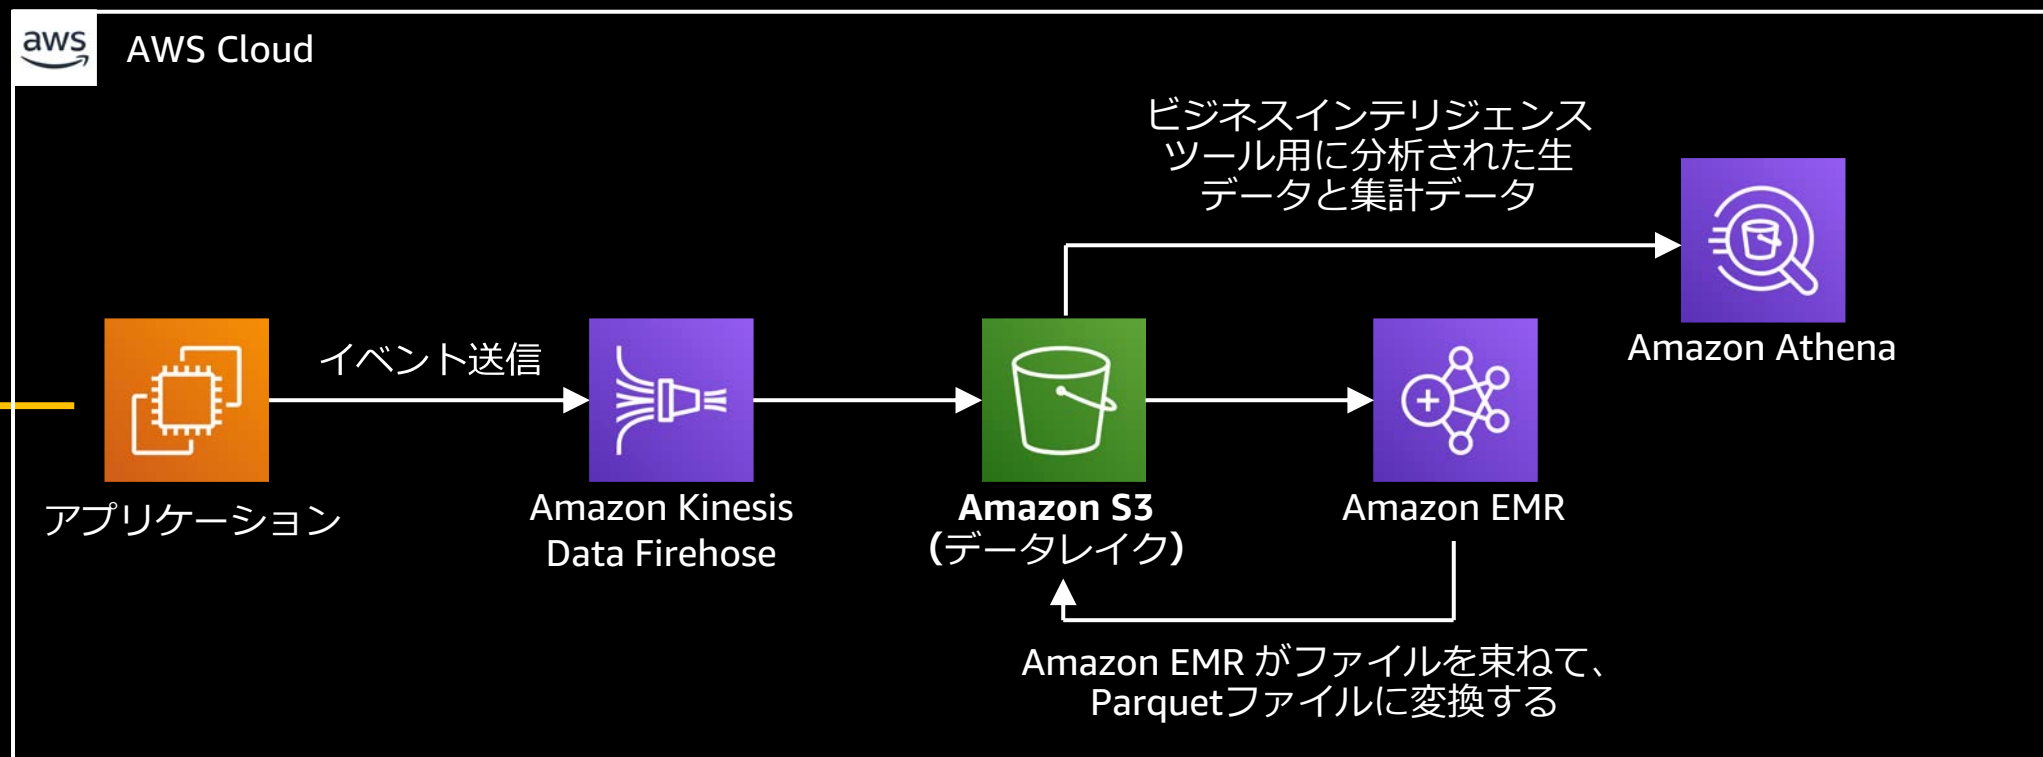 aws
AWS Cloud
ビジネスインテリジェンス
ツール用に分析された生
データと集計データ
Amazon Athena
イベント送信
アプリケーション
Amazon Kinesis
Data Firehose
Amazon S3
(データレイク)
Amazon EMR
Amazon EMR がファイルを束ねて、
Parquetファイルに変換する